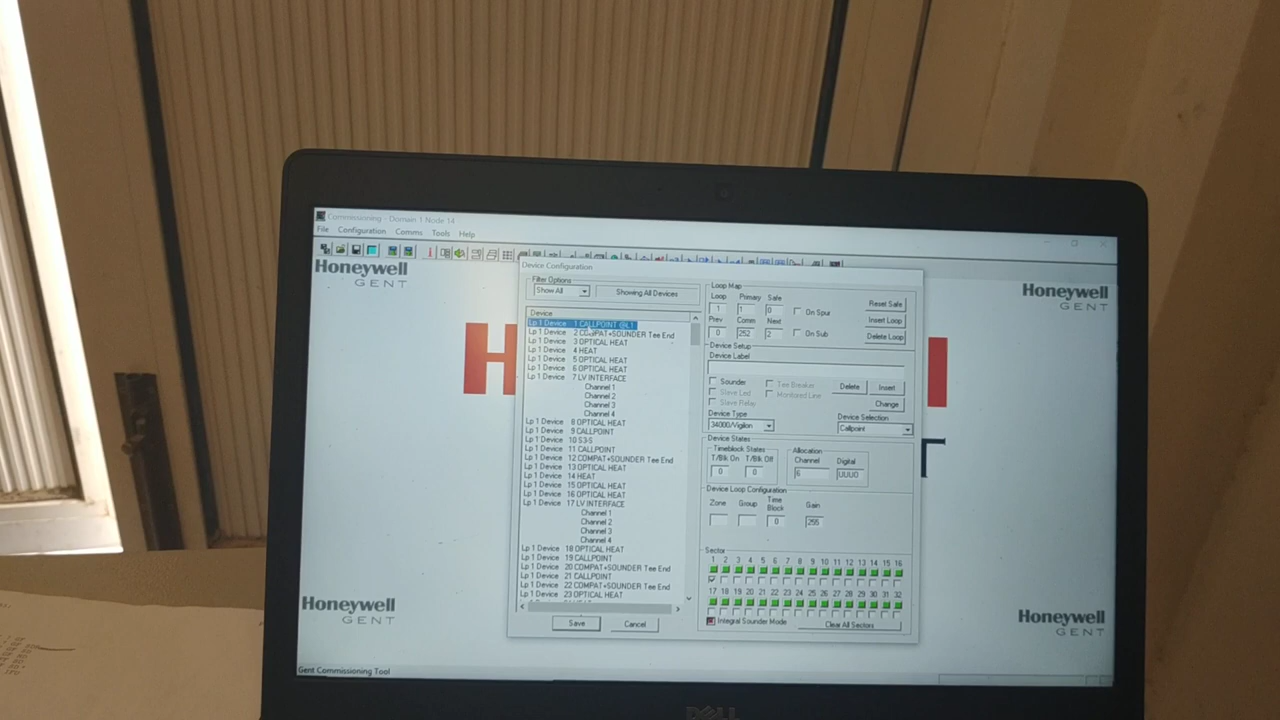 Commissioning - Domain 1 Node 14
File Configuration Comms Tools Help
Honeywell
GENT
Honeywell
GENT
H
Device Configuration
Filter Options
Show All
Showing All Devices
Device
Lp 1 Device 1 CALLPOINT @L1
Lp 1 Device 2 COMPAT+SOUNDER Tee End
Lp 1 Device 3 OPTICAL HEAT
Lp 1 Device 4 HEAT
Lp 1 Device 5 OPTICAL HEAT
Lp 1 Device 6 OPTICAL HEAT
Lp 1 Device 7 LV INTERFACE
Channel 1
Channel 2
Channel 3
Channel 4
Lp 1 Device 8 OPTICAL HEAT
Lp 1 Device 9 CALLPOINT
Lp 1 Device 10 S3-S
Lp 1 Device 11 CALLPOINT
Lp 1 Device 12 COMPAT+SOUNDER Tee End
Lp 1 Device 13 OPTICAL HEAT
Lp 1 Device 14 HEAT
Lp 1 Device 15 OPTICAL HEAT
Lp 1 Device 16 OPTICAL HEAT
Lp 1 Device 17 LV INTERFACE
Channel 1
Channel 2
Channel 3
Channel 4
Lp 1 Device 18 OPTICAL HEAT
Lp 1 Device 19 CALLPOINT
Lp 1 Device 20 COMPAT+SOUNDER Tee End
Lp 1 Device 21 CALLPOINT
Lp 1 Device 22 COMPAT+SOUNDER Tee End
Lp 1 Device 23 OPTICAL HEAT
Save
Cancel
Loop Map
Loop Primary Safe
1 1 0
On Spur
Reset Safe
Prev Comm Next
Insert Loop
0 252 2
On Sub
Delete Loop
Device Setup
Device Label
Sounder
Tee Breaker
Delete
Insert
Slave Led
Monitored Line
Slave Relay
Change
Device Type
Device Selection
34000/Vigilon
Callpoint
Device States
Timeblock States
Allocation
T/Blk On T/Blk Off
Channel Digital
0 0
6 UUUO
Device Loop Configuration
Zone Group Time Block Gain
0 255
Sector
1 2 3 4 5 6 7 8 9 10 11 12 13 14 15 16
17 18 19 20 21 22 23 24 25 26 27 28 29 30 31 32
Integral Sounder Mode
Clear All Sectors
Honeywell
GENT
Honeywell
GENT
Gent Commissioning Tool
DELL